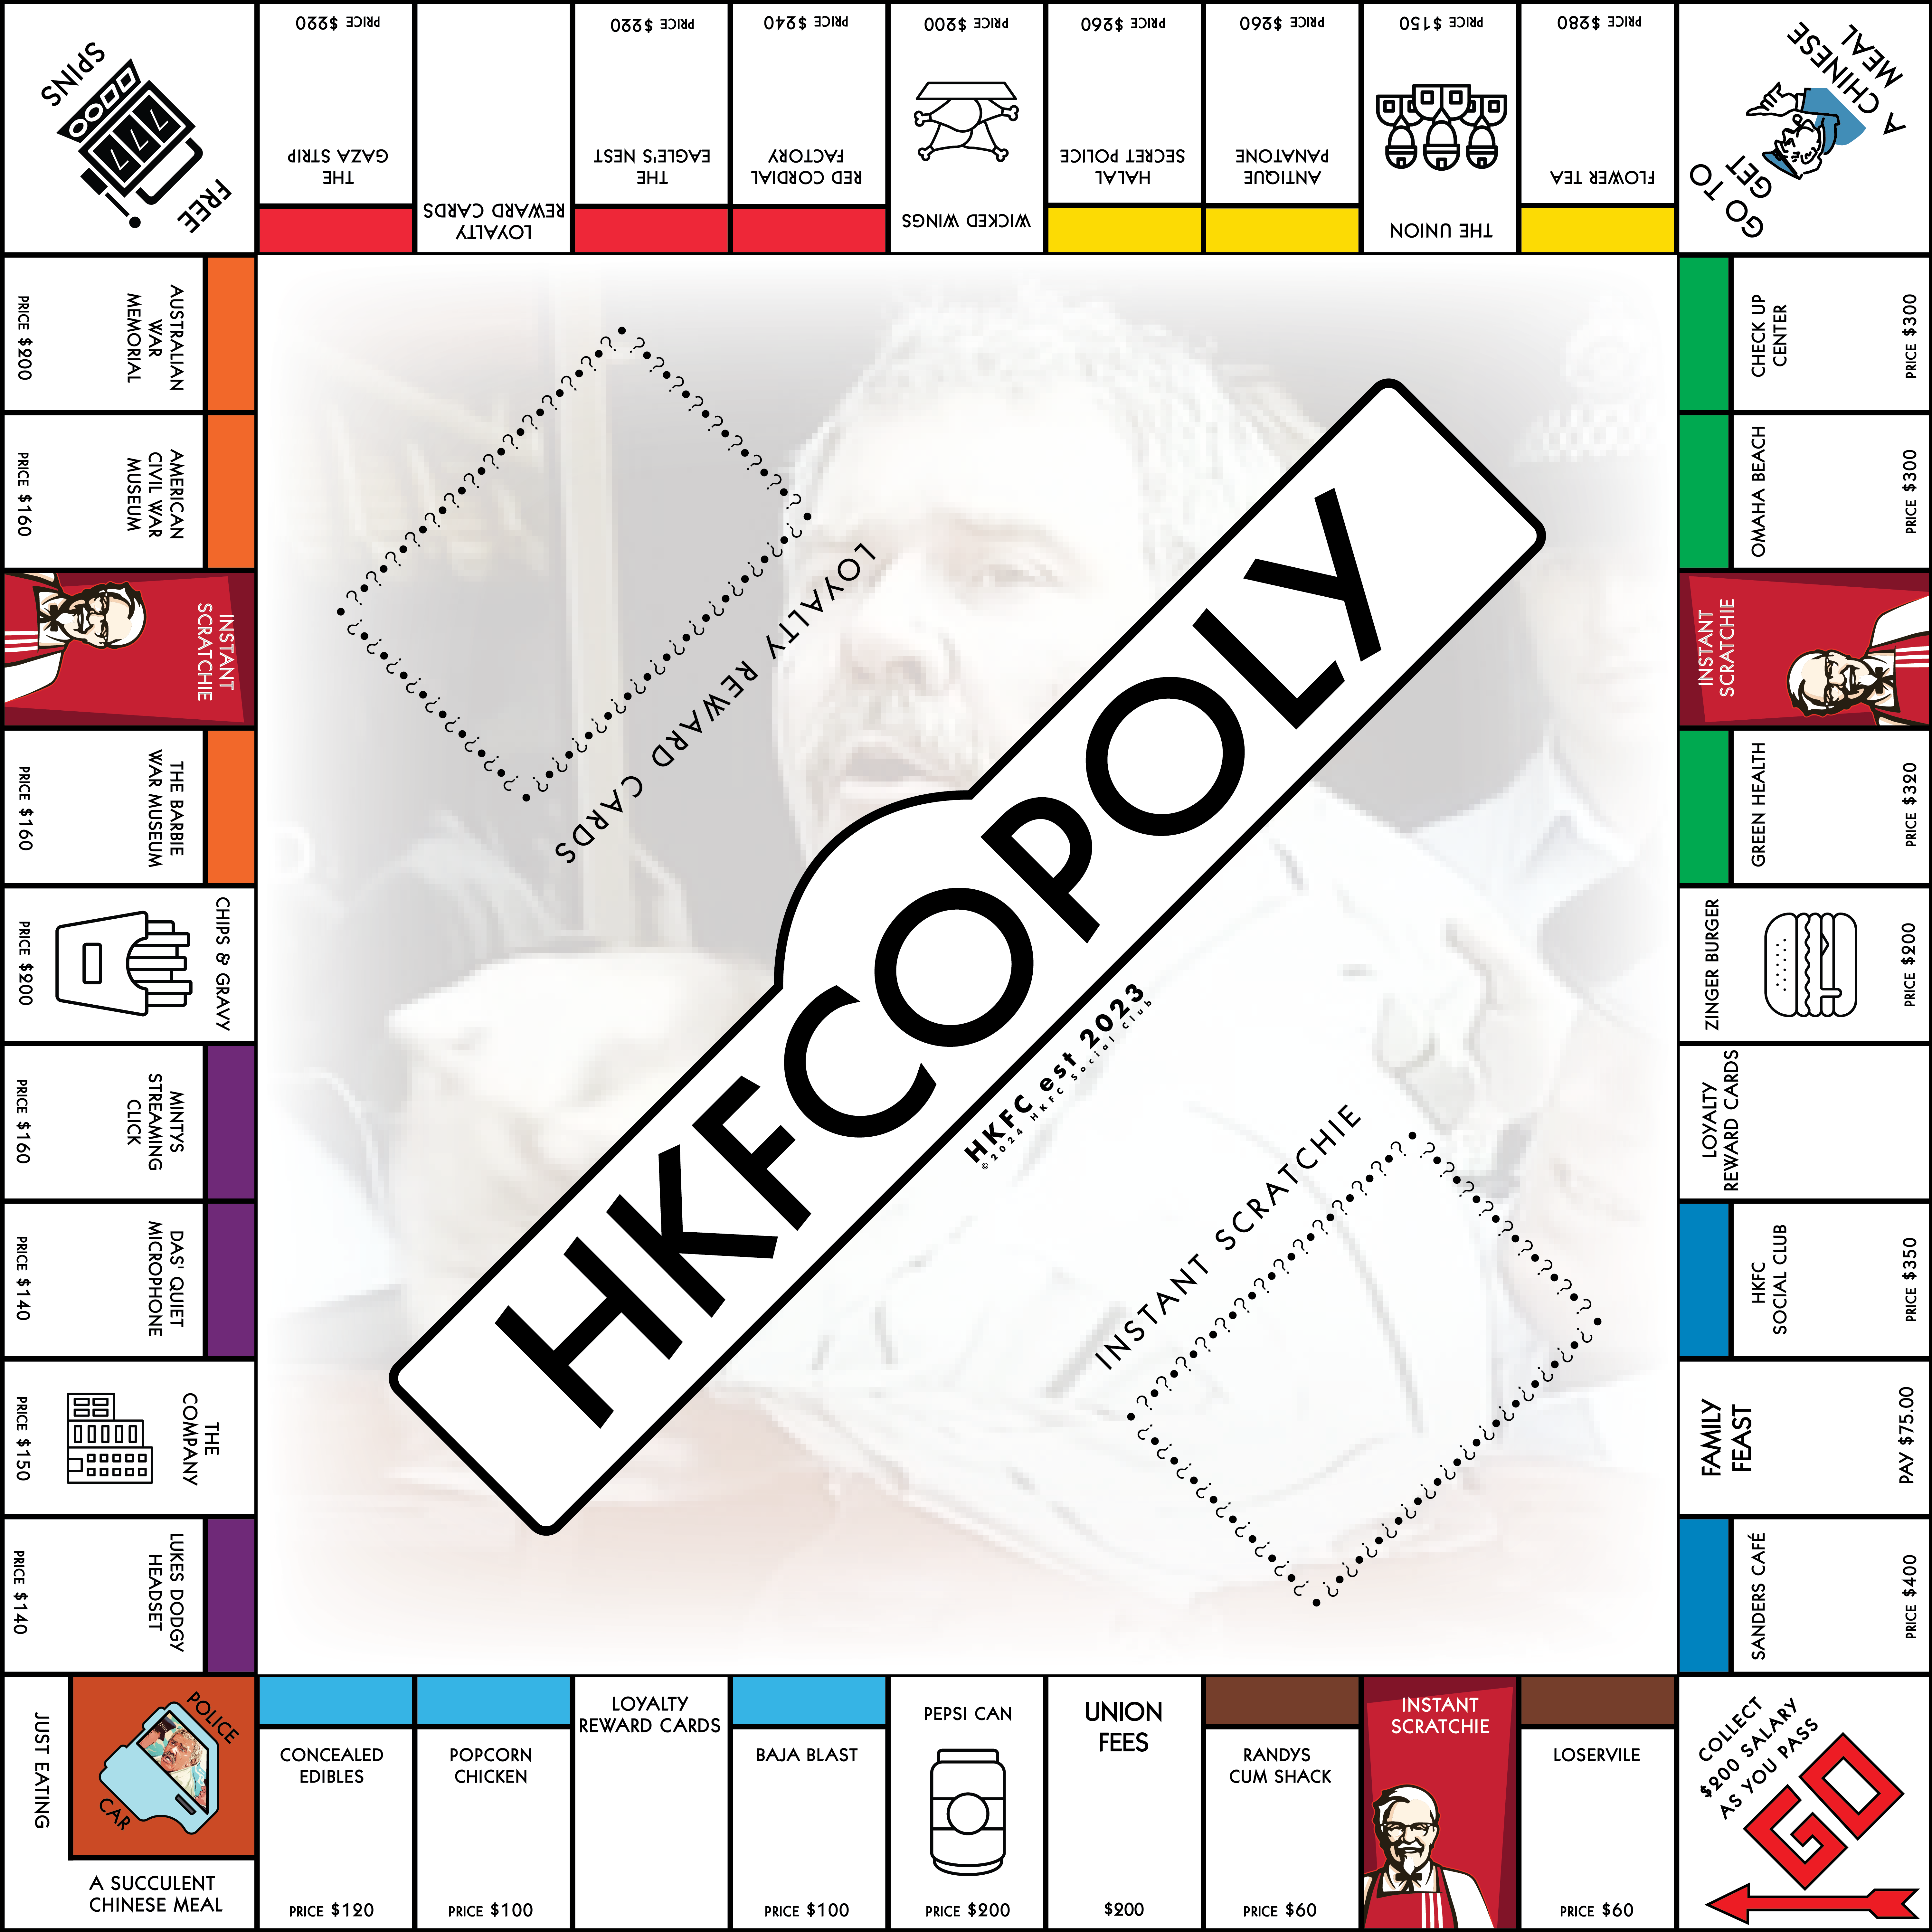 FREE
SPINS
THE
GAZA STRIP
PRICE $220
LOYALTY
REWARD CARDS
THE
EAGLE'S NEST
PRICE $220
RED CORDIAL
FACTORY
PRICE $240
WICKED WINGS
PRICE $200
HALAL
SECRET POLICE
PRICE $260
ANTIQUE
PANATONE
PRICE $260
THE UNION
PRICE $150
FLOWER TEA
PRICE $280
GO TO
GET
A CHINESE
MEAL
CHECK UP
CENTER
PRICE $300
OMAHA BEACH
PRICE $300
INSTANT
SCRATCHIE
GREEN HEALTH
PRICE $320
ZINGER BURGER
PRICE $200
LOYALTY
REWARD CARDS
HKFC
SOCIAL CLUB
PRICE $350
FAMILY
FEAST
PAY $75.00
SANDERS CAFÉ
PRICE $400
COLLECT
$200 SALARY
AS YOU PASS
GO
LOSERVILE
PRICE $60
INSTANT
SCRATCHIE
RANDYS
CUM SHACK
PRICE $60
UNION
FEES
$200
PEPSI CAN
PRICE $200
BAJA BLAST
PRICE $100
LOYALTY
REWARD CARDS
POPCORN
CHICKEN
PRICE $100
CONCEALED
EDIBLES
PRICE $120
POLICE
CAR
JUST EATING
A SUCCULENT
CHINESE MEAL
LUKES DODGY
HEADSET
PRICE $140
THE
COMPANY
PRICE $150
DAS' QUIET
MICROPHONE
PRICE $140
MINTYS
STREAMING
CLICK
PRICE $160
CHIPS & GRAVY
PRICE $200
THE BARBIE
WAR MUSEUM
PRICE $160
INSTANT
SCRATCHIE
AMERICAN
CIVIL WAR
MUSEUM
PRICE $160
AUSTRALIAN
WAR
MEMORIAL
PRICE $200
777
LOYALTY REWARD CARDS
HKFCOPOLY
HKFC est 2023
© 2024 HKFC Social Club
INSTANT SCRATCHIE